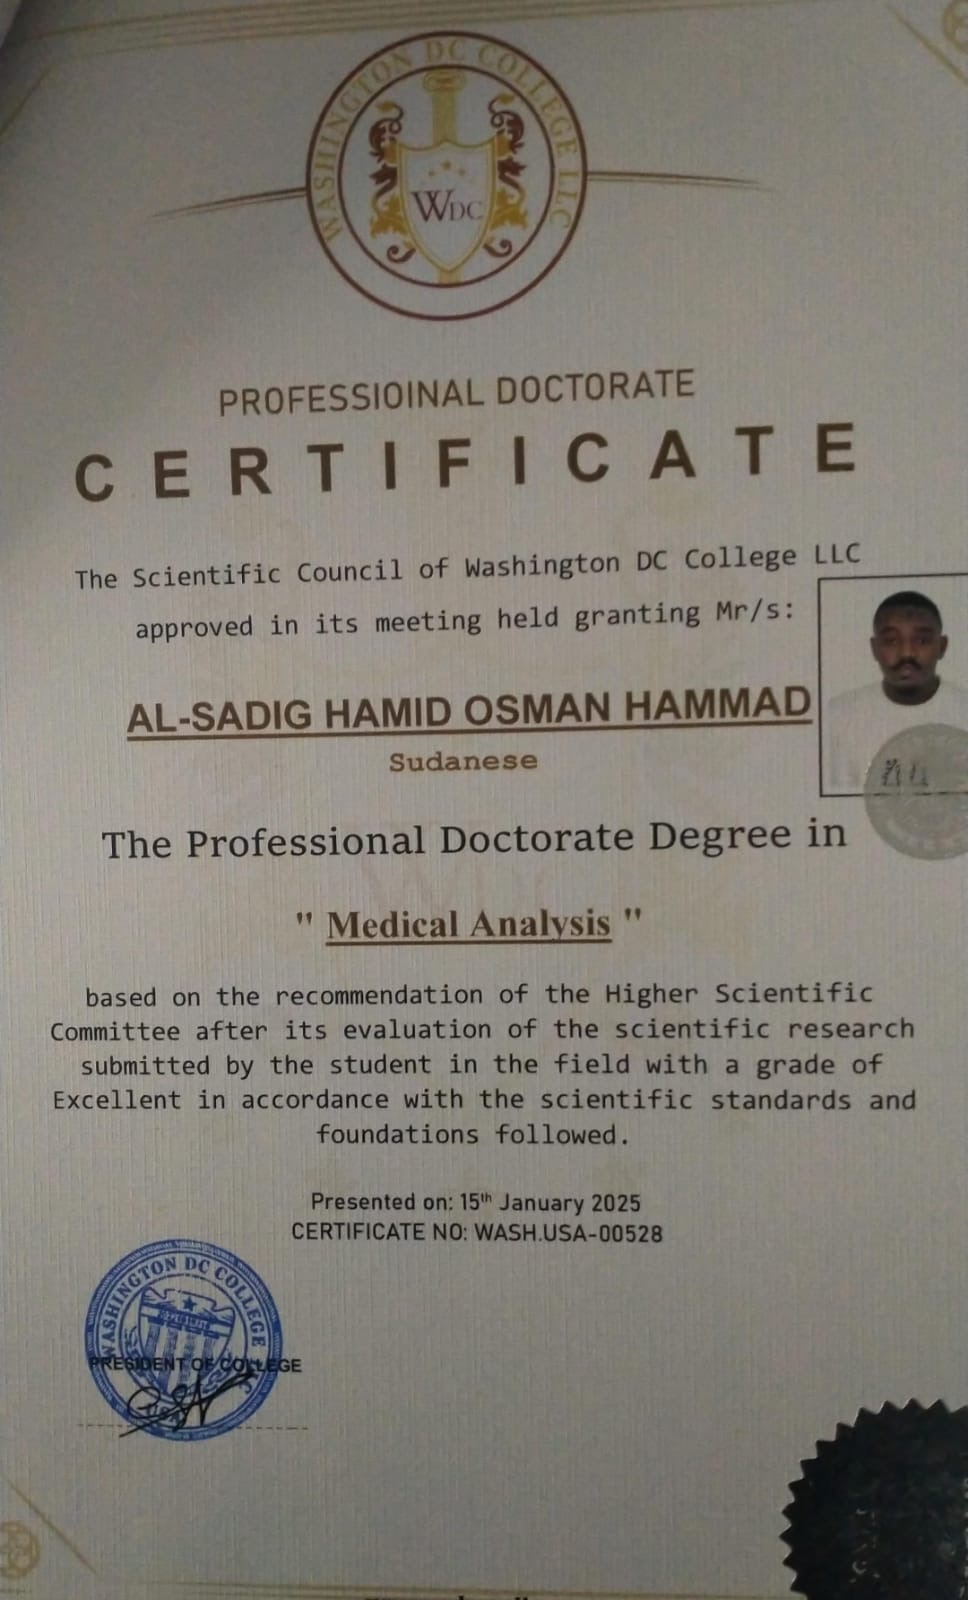 WASHINGTON DC COLLEGE LLC
WDC
PROFESSIOINAL DOCTORATE
CERTIFICATE
The Scientific Council of Washington DC College LLC
approved in its meeting held granting Mr/s:
AL-SADIG HAMID OSMAN HAMMAD
Sudanese
The Professional Doctorate Degree in
" Medical Analysis "
based on the recommendation of the Higher Scientific
Committee after its evaluation of the scientific research
submitted by the student in the field with a grade of
Excellent in accordance with the scientific standards and
foundations followed.
Presented on: 15th January 2025
CERTIFICATE NO: WASH.USA-00528
WASHINGTON DC COLLEGE
PRESIDENT OF COLLEGE
USA